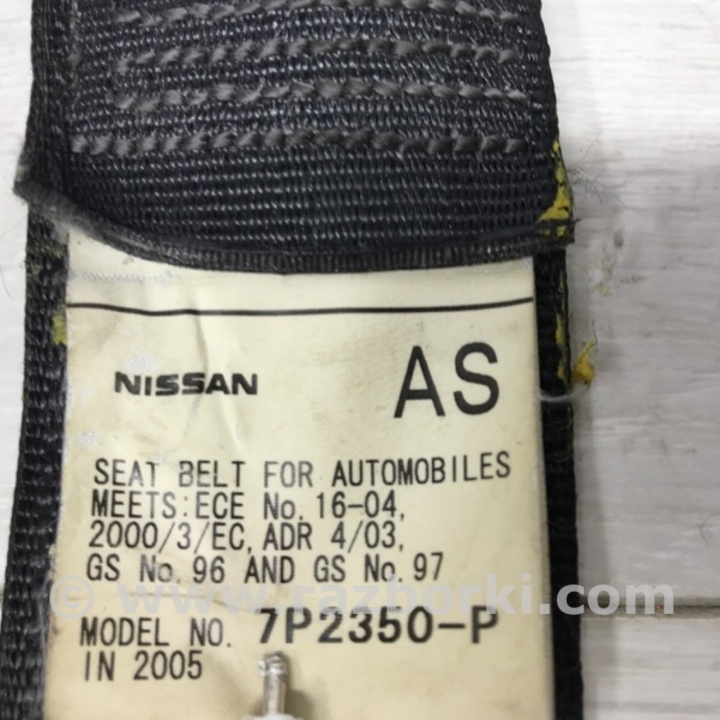 NISSAN AS
SEAT BELT FOR AUTOMOBILES
MEETS:ECE No.16-04,
2000/3/EC, ADR 4/03,
GS No.96 AND GS No.97
© www.razborki.com
MODEL NO. 7P2350-P
IN 2005